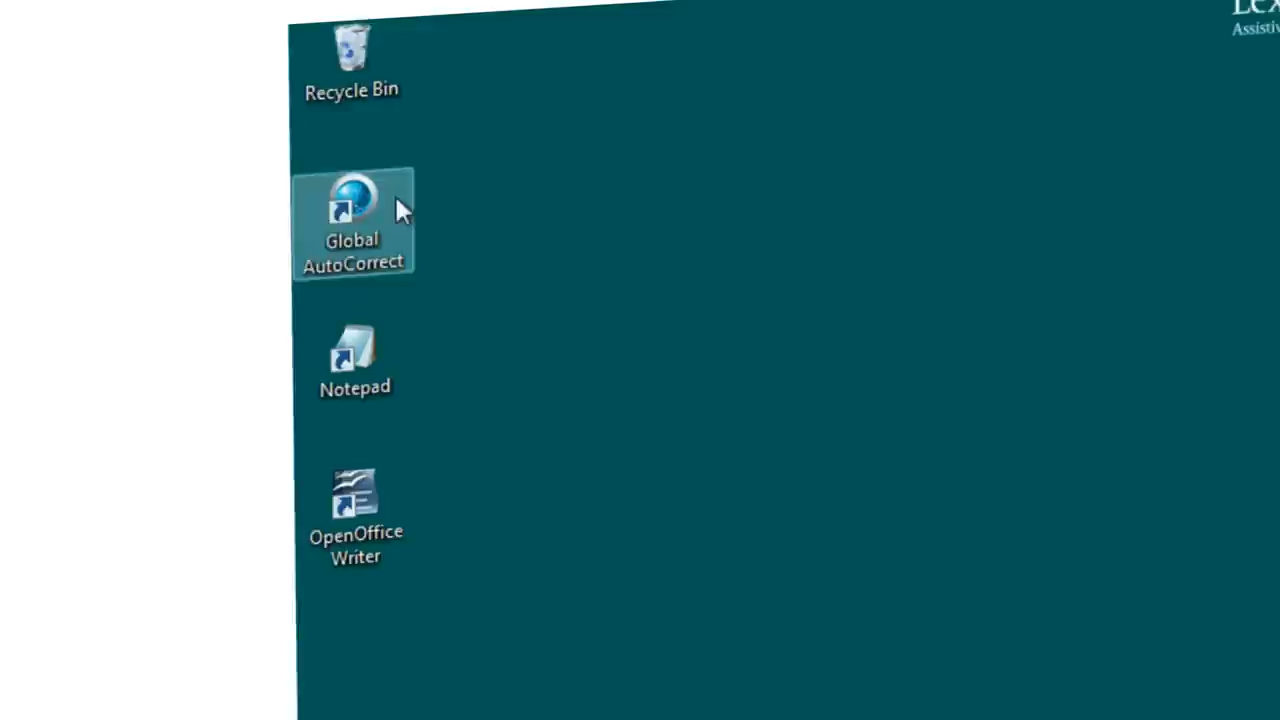 Recycle Bin
Global
AutoCorrect
Notepad
OpenOffice
Writer